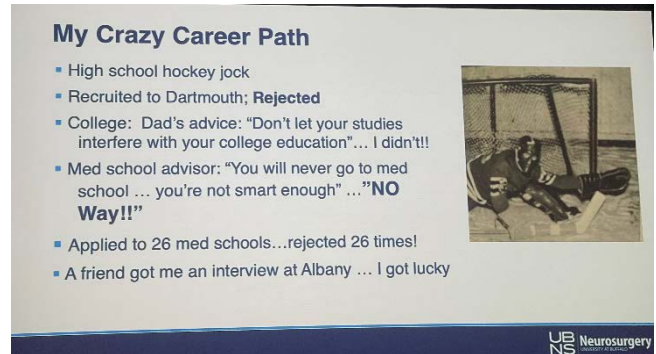 My Crazy Career Path
▪ High school hockey jock
▪ Recruited to Dartmouth; Rejected
▪ College: Dad's advice: “Don't let your studies
interfere with your college education”… I didn't!!
▪ Med school advisor: “You will never go to med
school … you're not smart enough” …”NO
Way!!”
▪ Applied to 26 med schools…rejected 26 times!
▪ A friend got me an interview at Albany … I got lucky
UB
NS
Neurosurgery
UNIVERSITY AT BUFFALO